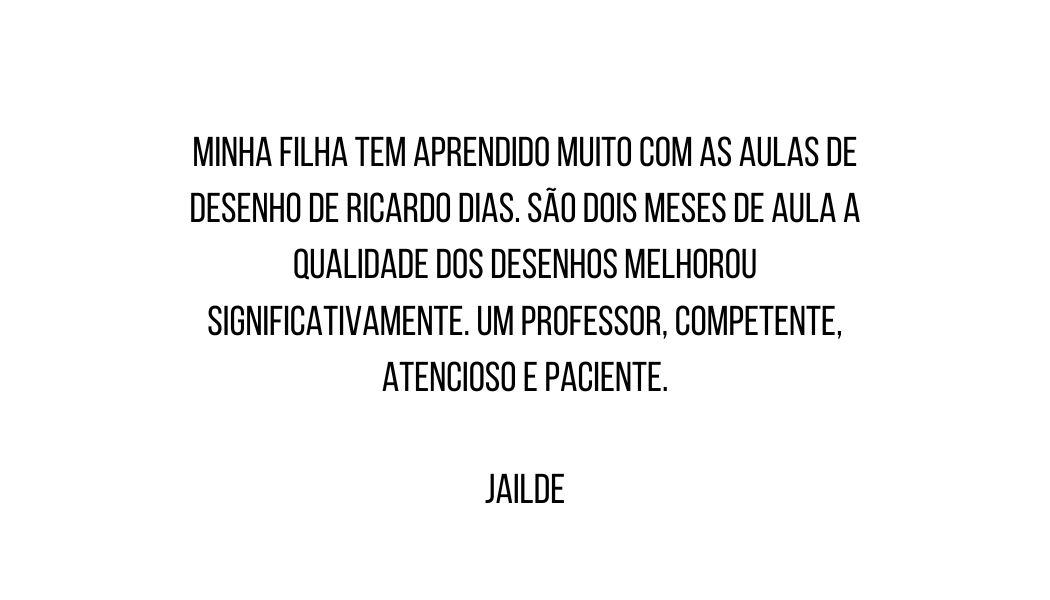 MINHA FILHA TEM APRENDIDO MUITO COM AS AULAS DE
DESENHO DE RICARDO DIAS. SÃO DOIS MESES DE AULA A
QUALIDADE DOS DESENHOS MELHOROU
SIGNIFICATIVAMENTE. UM PROFESSOR, COMPETENTE,
ATENCIOSO E PACIENTE.
JAILDE